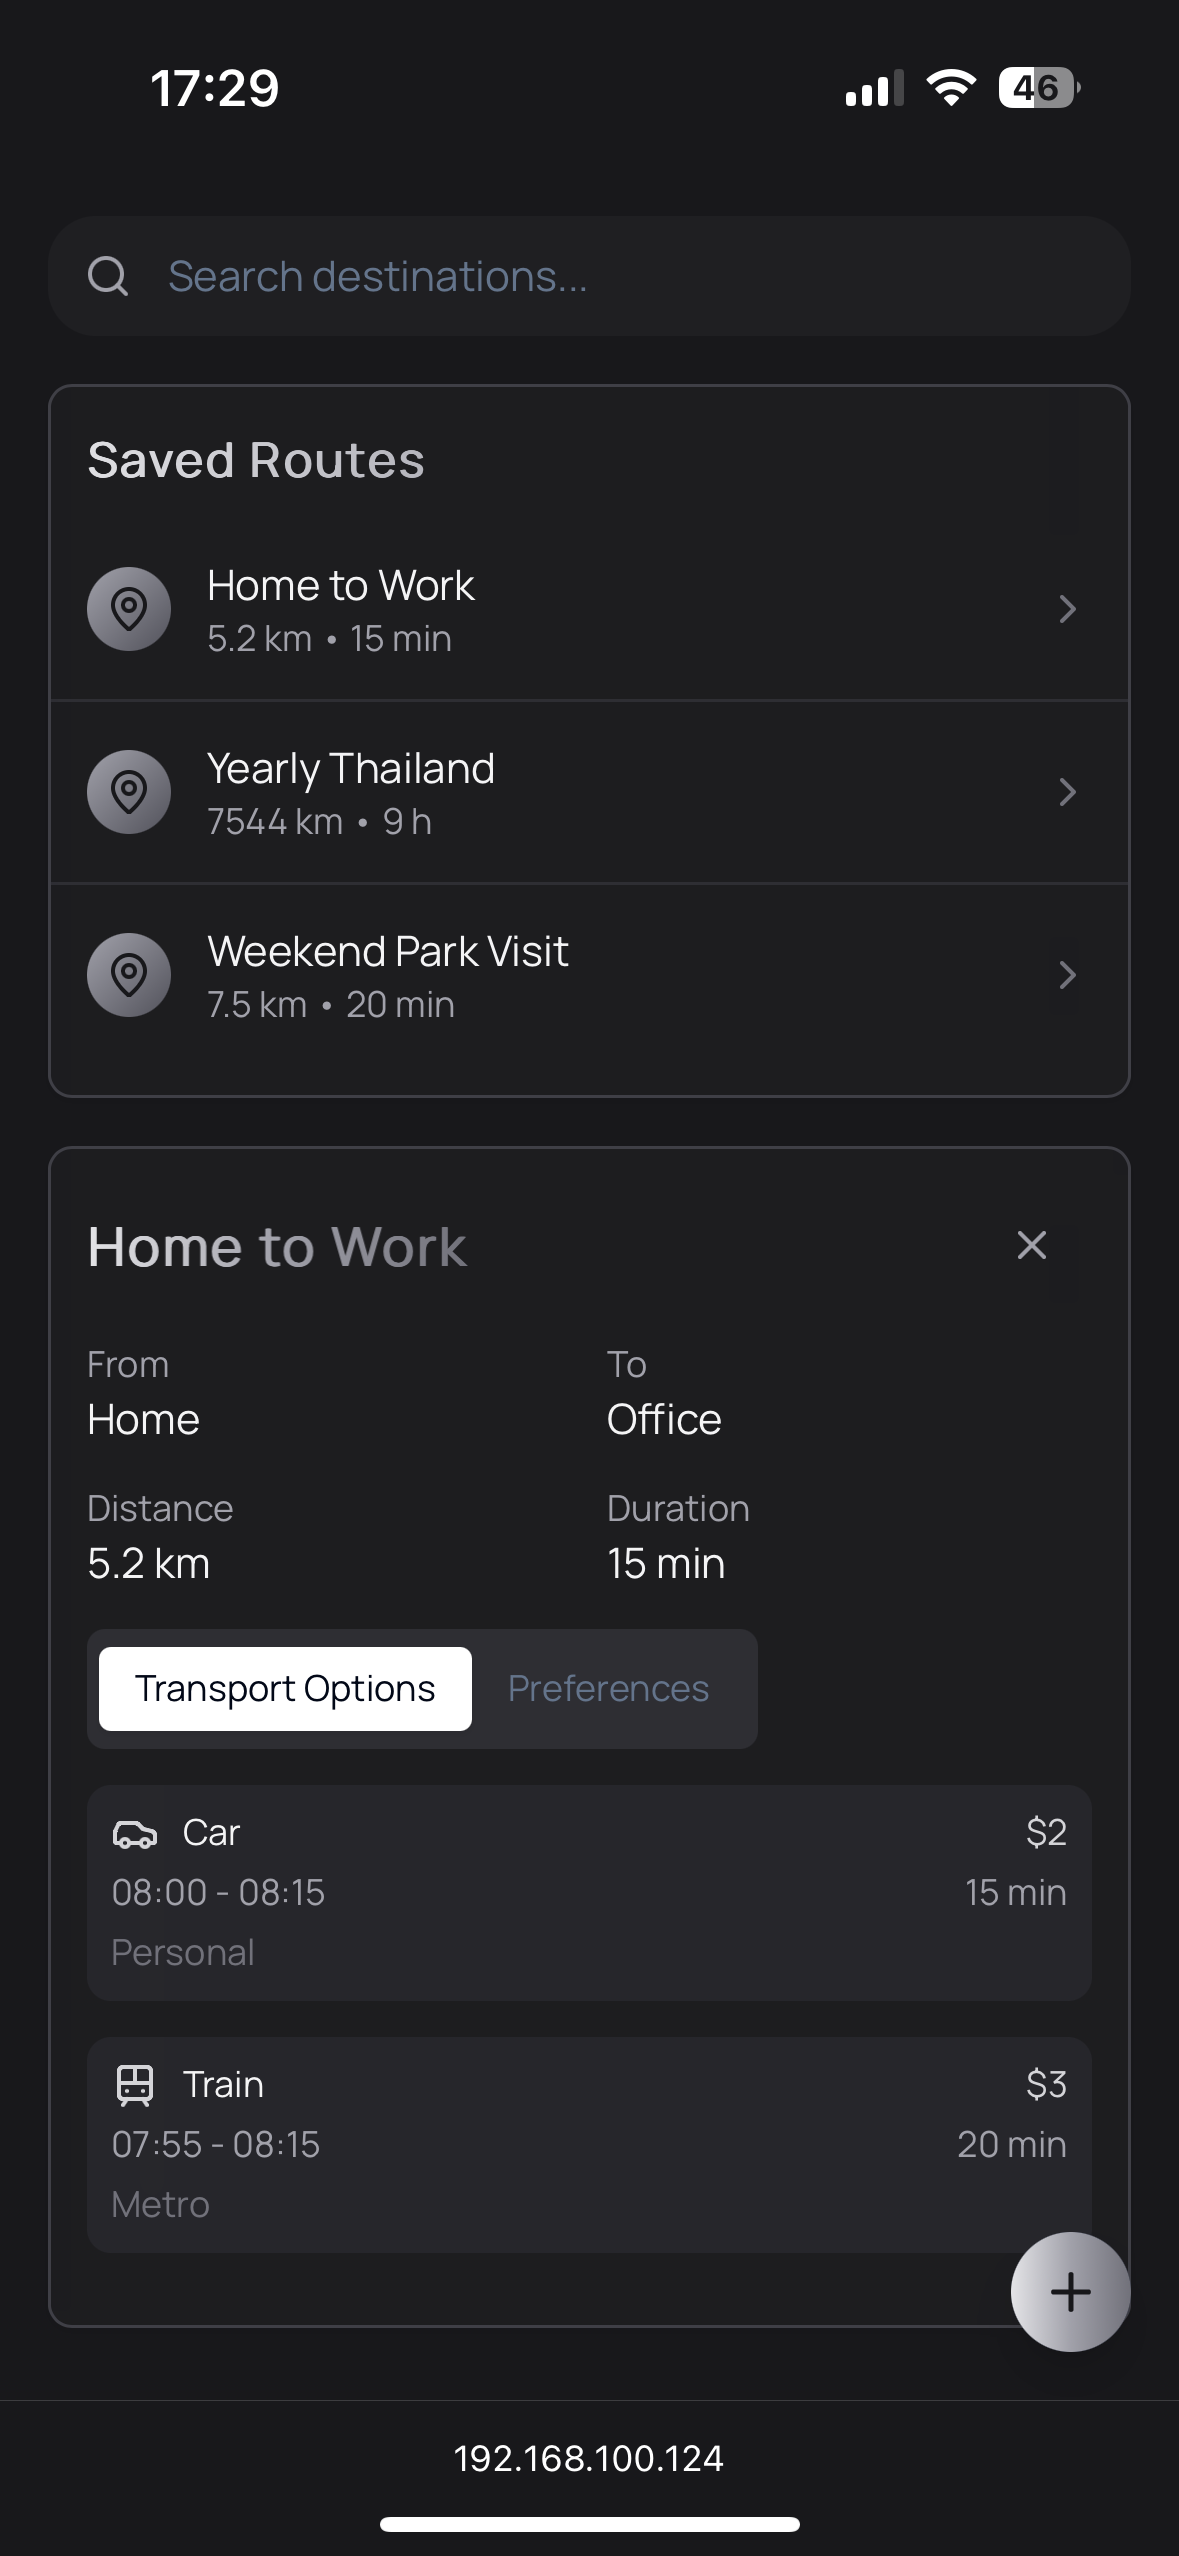 17:29
46
Search destinations...
Saved Routes
Home to Work
5.2 km • 15 min
Yearly Thailand
7544 km • 9 h
Weekend Park Visit
7.5 km • 20 min
Home to Work
From
To
Home
Office
Distance
Duration
5.2 km
15 min
Transport Options
Preferences
Car
$2
08:00 - 08:15
15 min
Personal
Train
$3
07:55 - 08:15
20 min
Metro
192.168.100.124